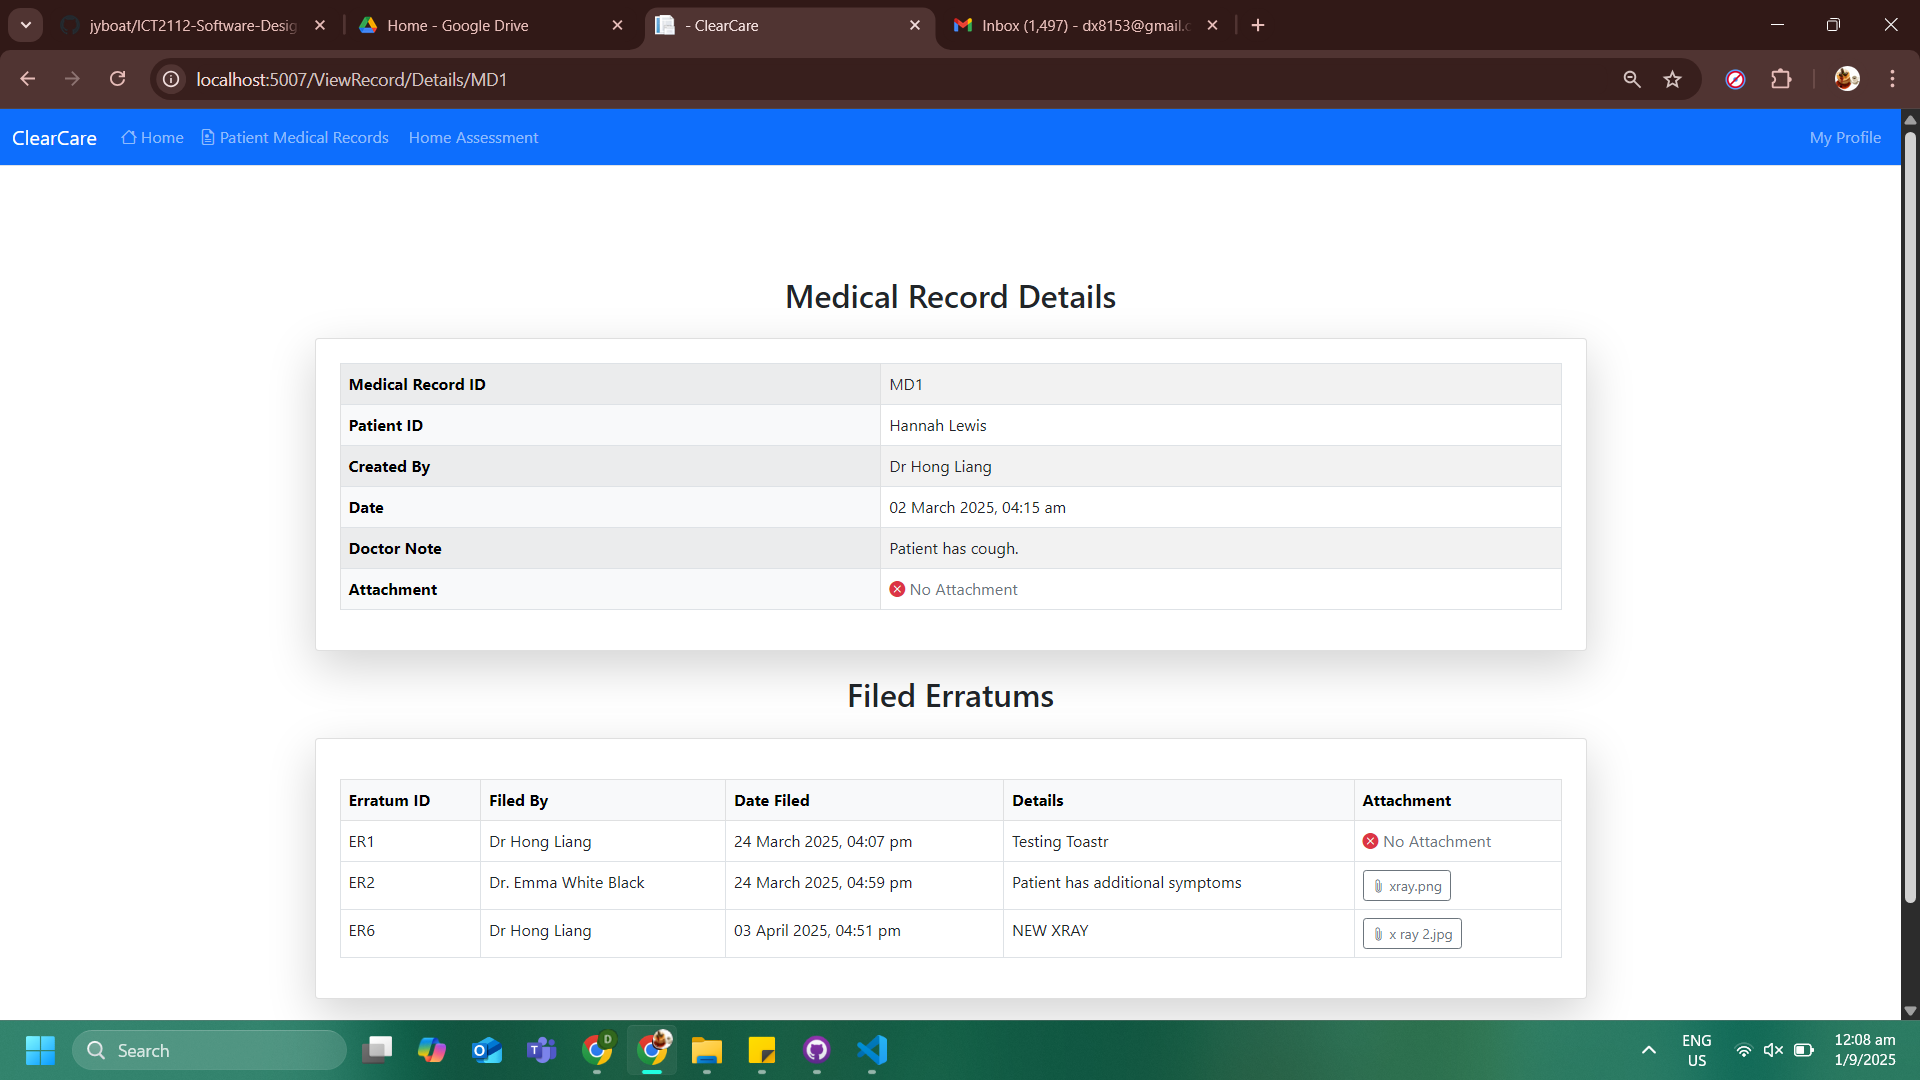 jyboat/ICT2112-Software-Desig
Home - Google Drive
- ClearCare
Inbox (1,497) - dx8153@gmail.c
localhost:5007/ViewRecord/Details/MD1
ClearCare Home Patient Medical Records Home Assessment My Profile
Medical Record Details
Medical Record ID MD1
Patient ID Hannah Lewis
Created By Dr Hong Liang
Date 02 March 2025, 04:15 am
Doctor Note Patient has cough.
Attachment No Attachment
Filed Erratums
Erratum ID Filed By Date Filed Details Attachment
ER1 Dr Hong Liang 24 March 2025, 04:07 pm Testing Toastr No Attachment
ER2 Dr. Emma White Black 24 March 2025, 04:59 pm Patient has additional symptoms xray.png
ER6 Dr Hong Liang 03 April 2025, 04:51 pm NEW XRAY x ray 2.jpg
Search
ENG
US
12:08 am
1/9/2025